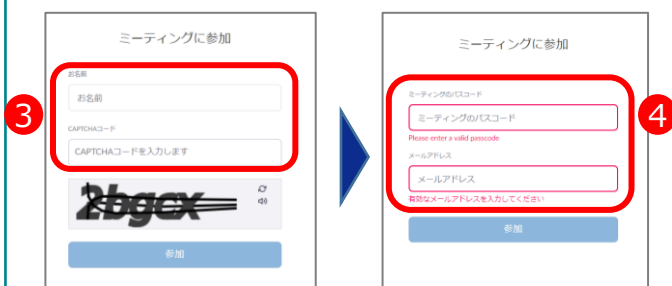 ミーティングに参加
お名前
お名前
CAPTCHAコード
CAPTCHAコードを入力します
2bgcx
参加
3
ミーティングに参加
ミーティングのパスコード
ミーティングのパスコード
Please enter a valid passcode
メールアドレス
メールアドレス
有効なメールアドレスを入力してください
参加
4